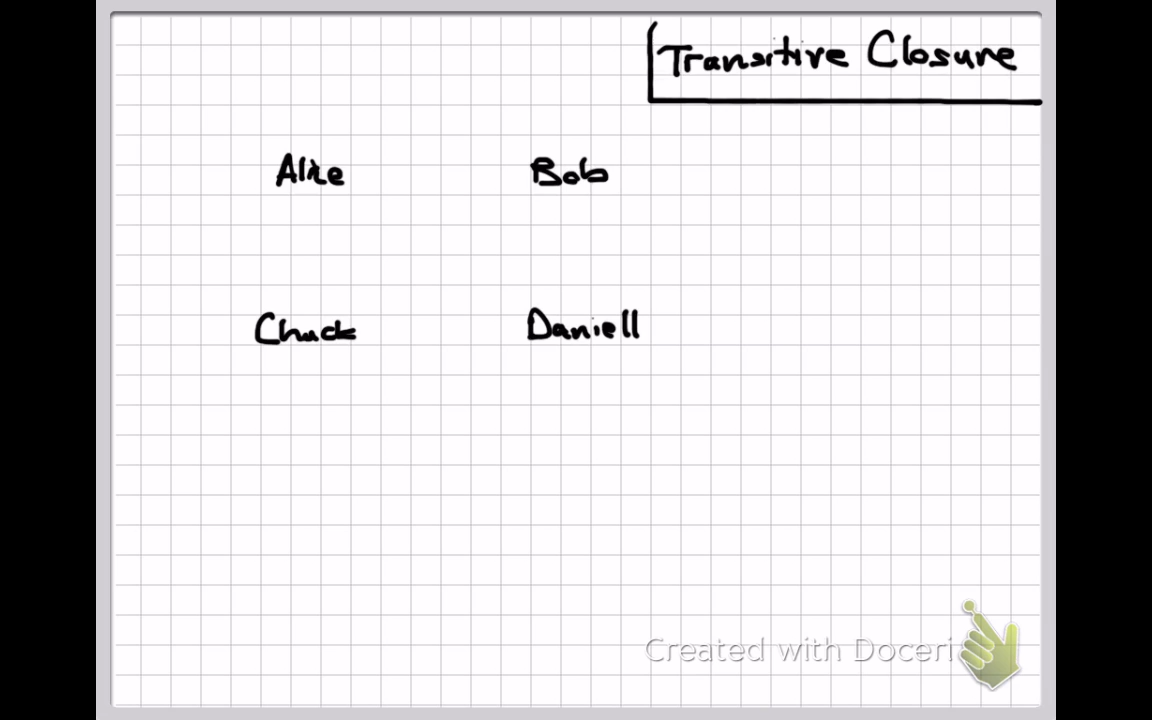 Transitive Closure
Alice Bob
Chuck Daniell
Created with Doceri